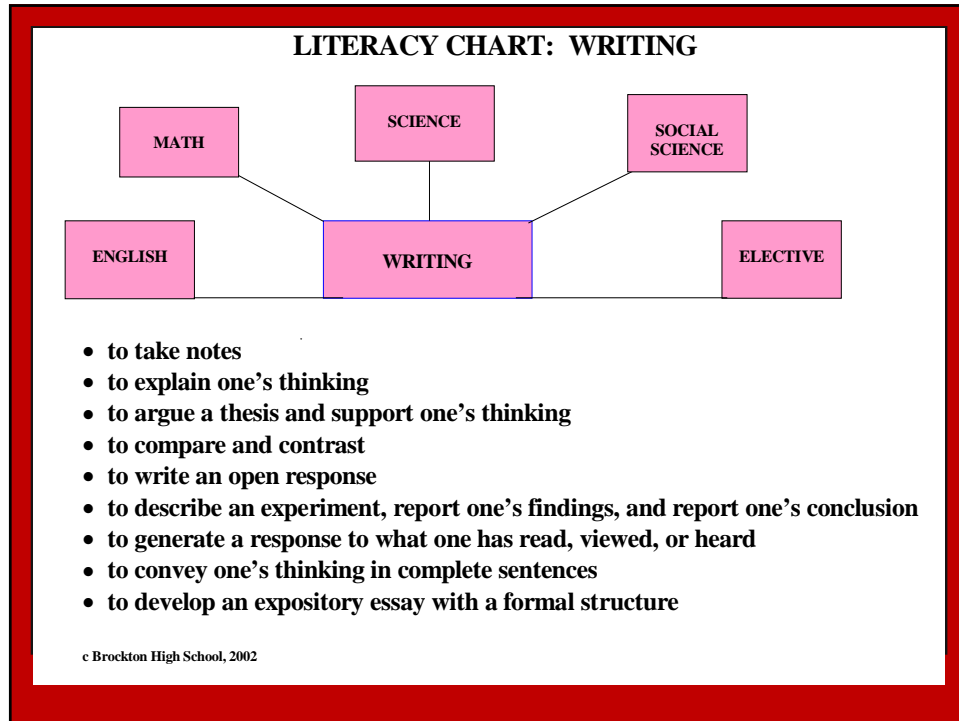 LITERACY CHART: WRITING
SCIENCE
MATH
SOCIAL
SCIENCE
ENGLISH
WRITING
ELECTIVE
• to take notes
• to explain one’s thinking
• to argue a thesis and support one’s thinking
• to compare and contrast
• to write an open response
• to describe an experiment, report one’s findings, and report one’s conclusion
• to generate a response to what one has read, viewed, or heard
• to convey one’s thinking in complete sentences
• to develop an expository essay with a formal structure
c Brockton High School, 2002